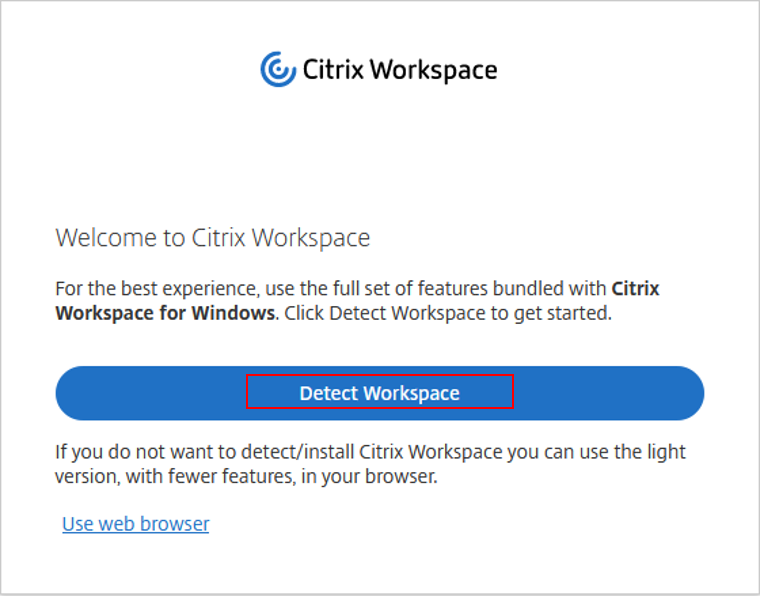 Citrix Workspace
Welcome to Citrix Workspace
For the best experience, use the full set of features bundled with Citrix
Workspace for Windows. Click Detect Workspace to get started.
Detect Workspace
If you do not want to detect/install Citrix Workspace you can use the light
version, with fewer features, in your browser.
Use web browser